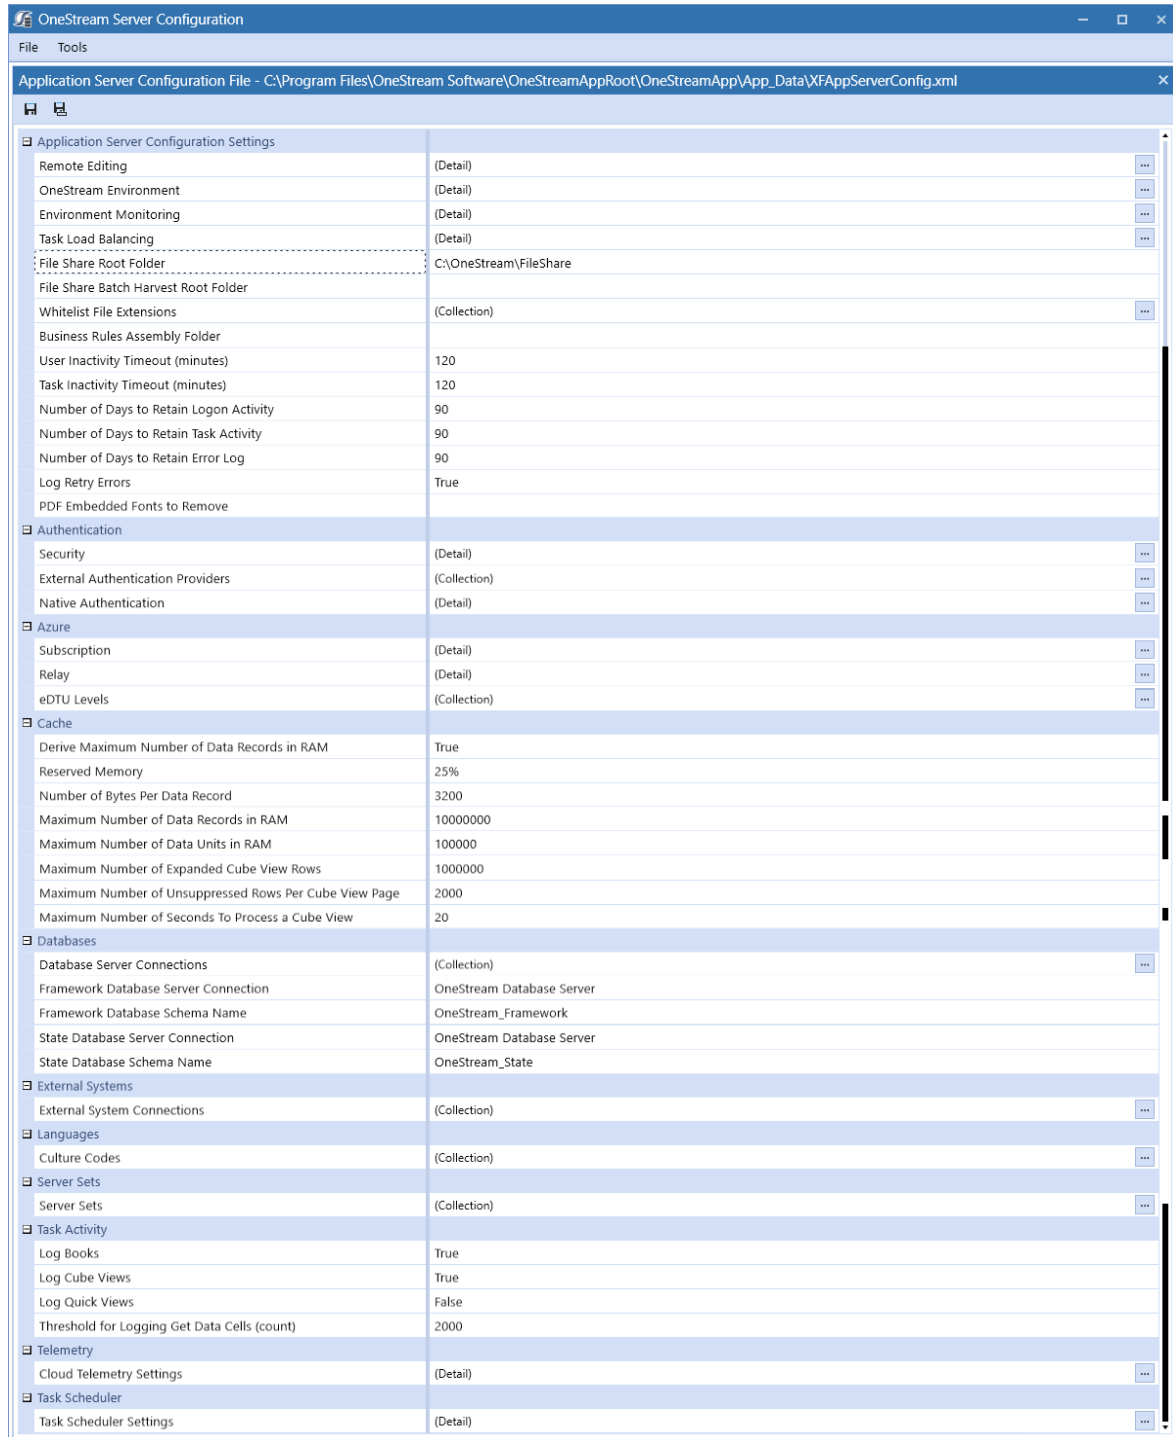 OneStream Server Configuration
File Tools
Application Server Configuration File - C:\Program Files\OneStream Software\OneStreamAppRoot\OneStreamApp\App_Data\XFAppServerConfig.xml
Application Server Configuration Settings
Remote Editing (Detail) ...
OneStream Environment (Detail) ...
Environment Monitoring (Detail) ...
Task Load Balancing (Detail) ...
File Share Root Folder C:\OneStream\FileShare
File Share Batch Harvest Root Folder
Whitelist File Extensions (Collection) ...
Business Rules Assembly Folder
User Inactivity Timeout (minutes) 120
Task Inactivity Timeout (minutes) 120
Number of Days to Retain Logon Activity 90
Number of Days to Retain Task Activity 90
Number of Days to Retain Error Log 90
Log Retry Errors True
PDF Embedded Fonts to Remove
Authentication
Security (Detail) ...
External Authentication Providers (Collection) ...
Native Authentication (Detail) ...
Azure
Subscription (Detail) ...
Relay (Detail) ...
eDTU Levels (Collection) ...
Cache
Derive Maximum Number of Data Records in RAM True
Reserved Memory 25%
Number of Bytes Per Data Record 3200
Maximum Number of Data Records in RAM 10000000
Maximum Number of Data Units in RAM 100000
Maximum Number of Expanded Cube View Rows 1000000
Maximum Number of Unsuppressed Rows Per Cube View Page 2000
Maximum Number of Seconds To Process a Cube View 20
Databases
Database Server Connections (Collection) ...
Framework Database Server Connection OneStream Database Server
Framework Database Schema Name OneStream_Framework
State Database Server Connection OneStream Database Server
State Database Schema Name OneStream_State
External Systems
External System Connections (Collection) ...
Languages
Culture Codes (Collection) ...
Server Sets
Server Sets (Collection) ...
Task Activity
Log Books True
Log Cube Views True
Log Quick Views False
Threshold for Logging Get Data Cells (count) 2000
Telemetry
Cloud Telemetry Settings (Detail) ...
Task Scheduler
Task Scheduler Settings (Detail) ...